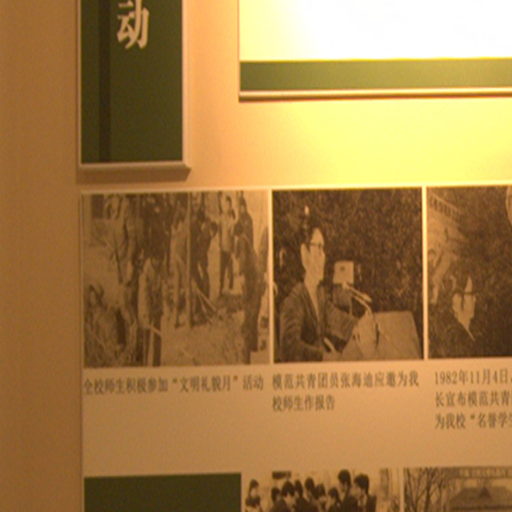 动
全校师生积极参加“文明礼貌月”活动
模范共青团员张海迪应邀为我
校师生作报告
1982年11月4日
长宣布模范共青
为我校“名誉学生